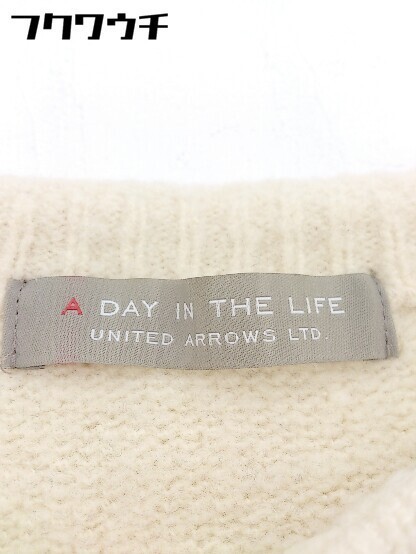 フクワウチ
A DAY IN THE LIFE
UNITED ARROWS LTD.